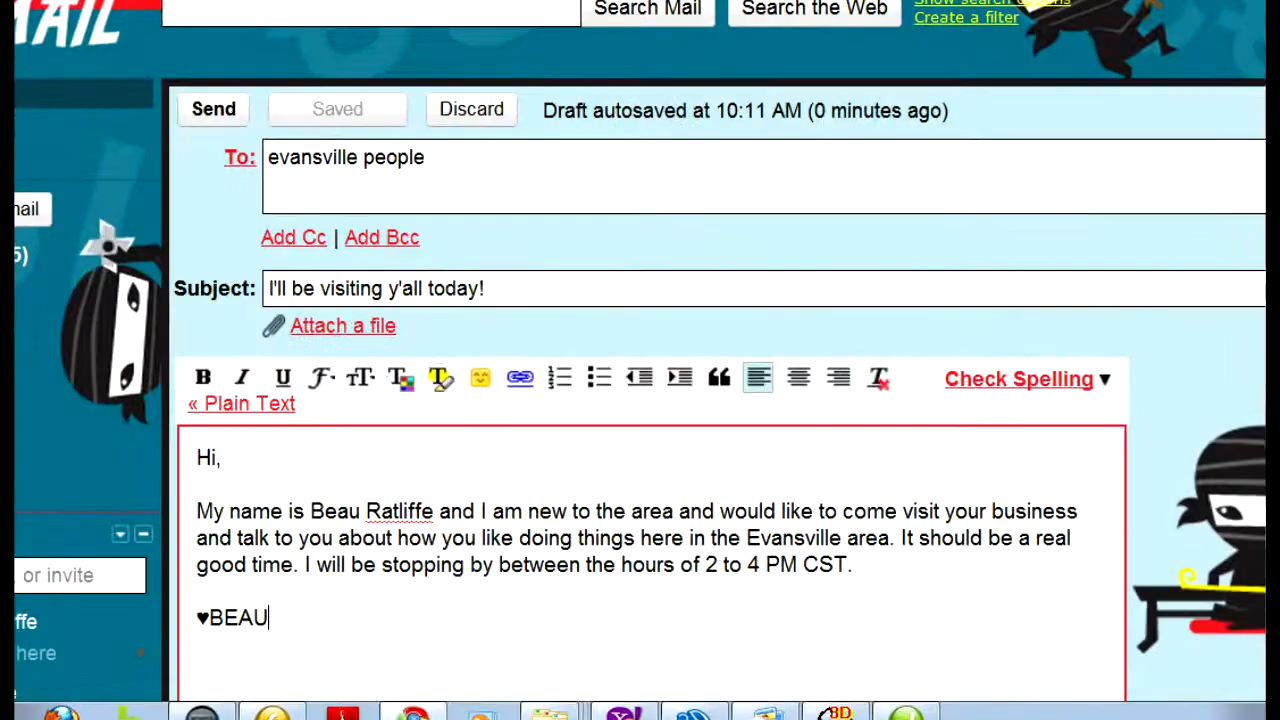 MAIL
Search Mail
Search the Web
Create a filter
Send
Saved
Discard
Draft autosaved at 10:11 AM (0 minutes ago)
To:
evansville people
Add Cc | Add Bcc
Subject:
I'll be visiting y'all today!
Attach a file
B I U
Check Spelling ▼
« Plain Text
Hi,
My name is Beau Ratliffe and I am new to the area and would like to come visit your business
and talk to you about how you like doing things here in the Evansville area. It should be a real
good time. I will be stopping by between the hours of 2 to 4 PM CST.
♥BEAU
or invite
ffe
here